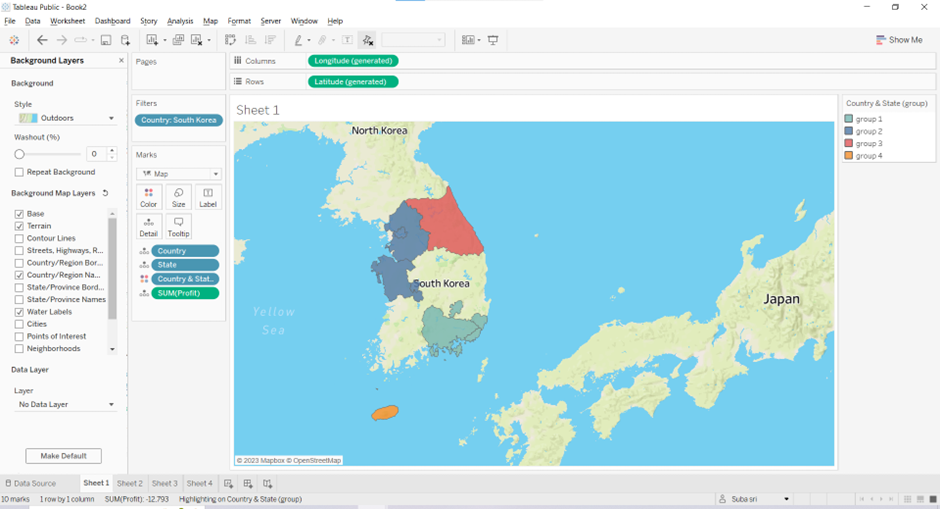 Tableau Public - Book2
File Data Worksheet Dashboard Story Analysis Map Format Server Window Help
Show Me
Background Layers
Background
Style
Outdoors
Washout (%)
0
Repeat Background
Background Map Layers
Base
Terrain
Contour Lines
Streets, Highways, R...
Country/Region Bor...
Country/Region Na...
State/Province Bord...
State/Province Names
Water Labels
Cities
Points of Interest
Neighborhoods
Data Layer
Layer
No Data Layer
Make Default
Pages
Filters
Country: South Korea
Marks
Map
Color Size Label
Detail Tooltip
Country
State
Country & Stat..
SUM(Profit)
Columns Longitude (generated)
Rows Latitude (generated)
Sheet 1
North Korea
South Korea
Japan
Yellow
Sea
© 2023 Mapbox © OpenStreetMap
Country & State (group)
group 1
group 2
group 3
group 4
Data Source Sheet 1 Sheet 2 Sheet 3 Sheet 4
10 marks 1 row by 1 column SUM(Profit): -12,793 Highlighting on Country & State (group) Suba sri